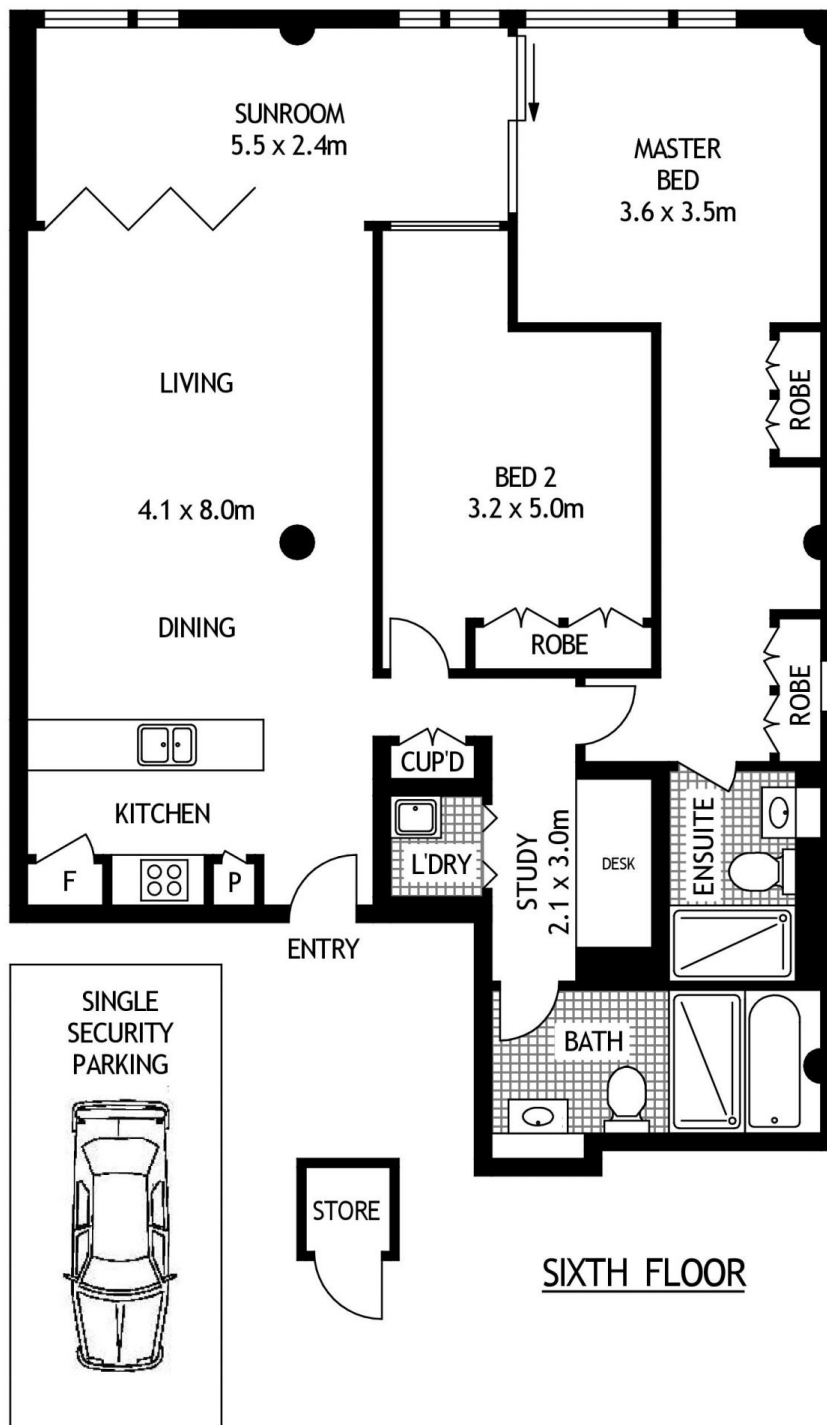 SUNROOM
5.5 x 2.4m
MASTER
BED
3.6 x 3.5m
LIVING
4.1 x 8.0m
DINING
BED 2
3.2 x 5.0m
ROBE
ROBE
ROBE
KITCHEN
F
P
CUP'D
L'DRY
STUDY
2.1 x 3.0m
DESK
ENSUITE
ENTRY
BATH
SINGLE
SECURITY
PARKING
STORE
SIXTH FLOOR